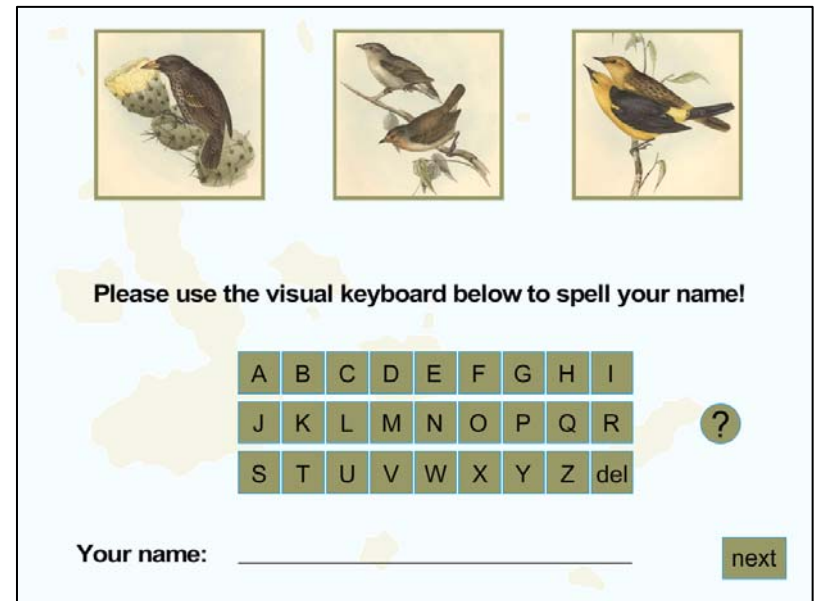 Please use the visual keyboard below to spell your name!
A B C D E F G H I
J K L M N O P Q R
?
S T U V W X Y Z del
Your name:
next